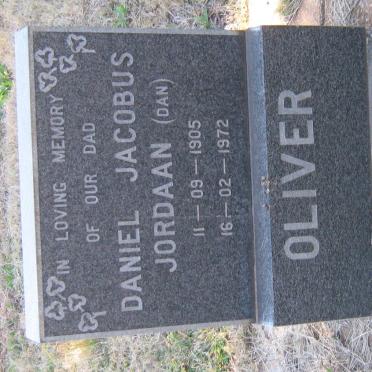 IN LOVING MEMORY
OF OUR DAD
DANIEL JACOBUS
JORDAAN (DAN)
11-09-1905
16-02-1972
OLIVER